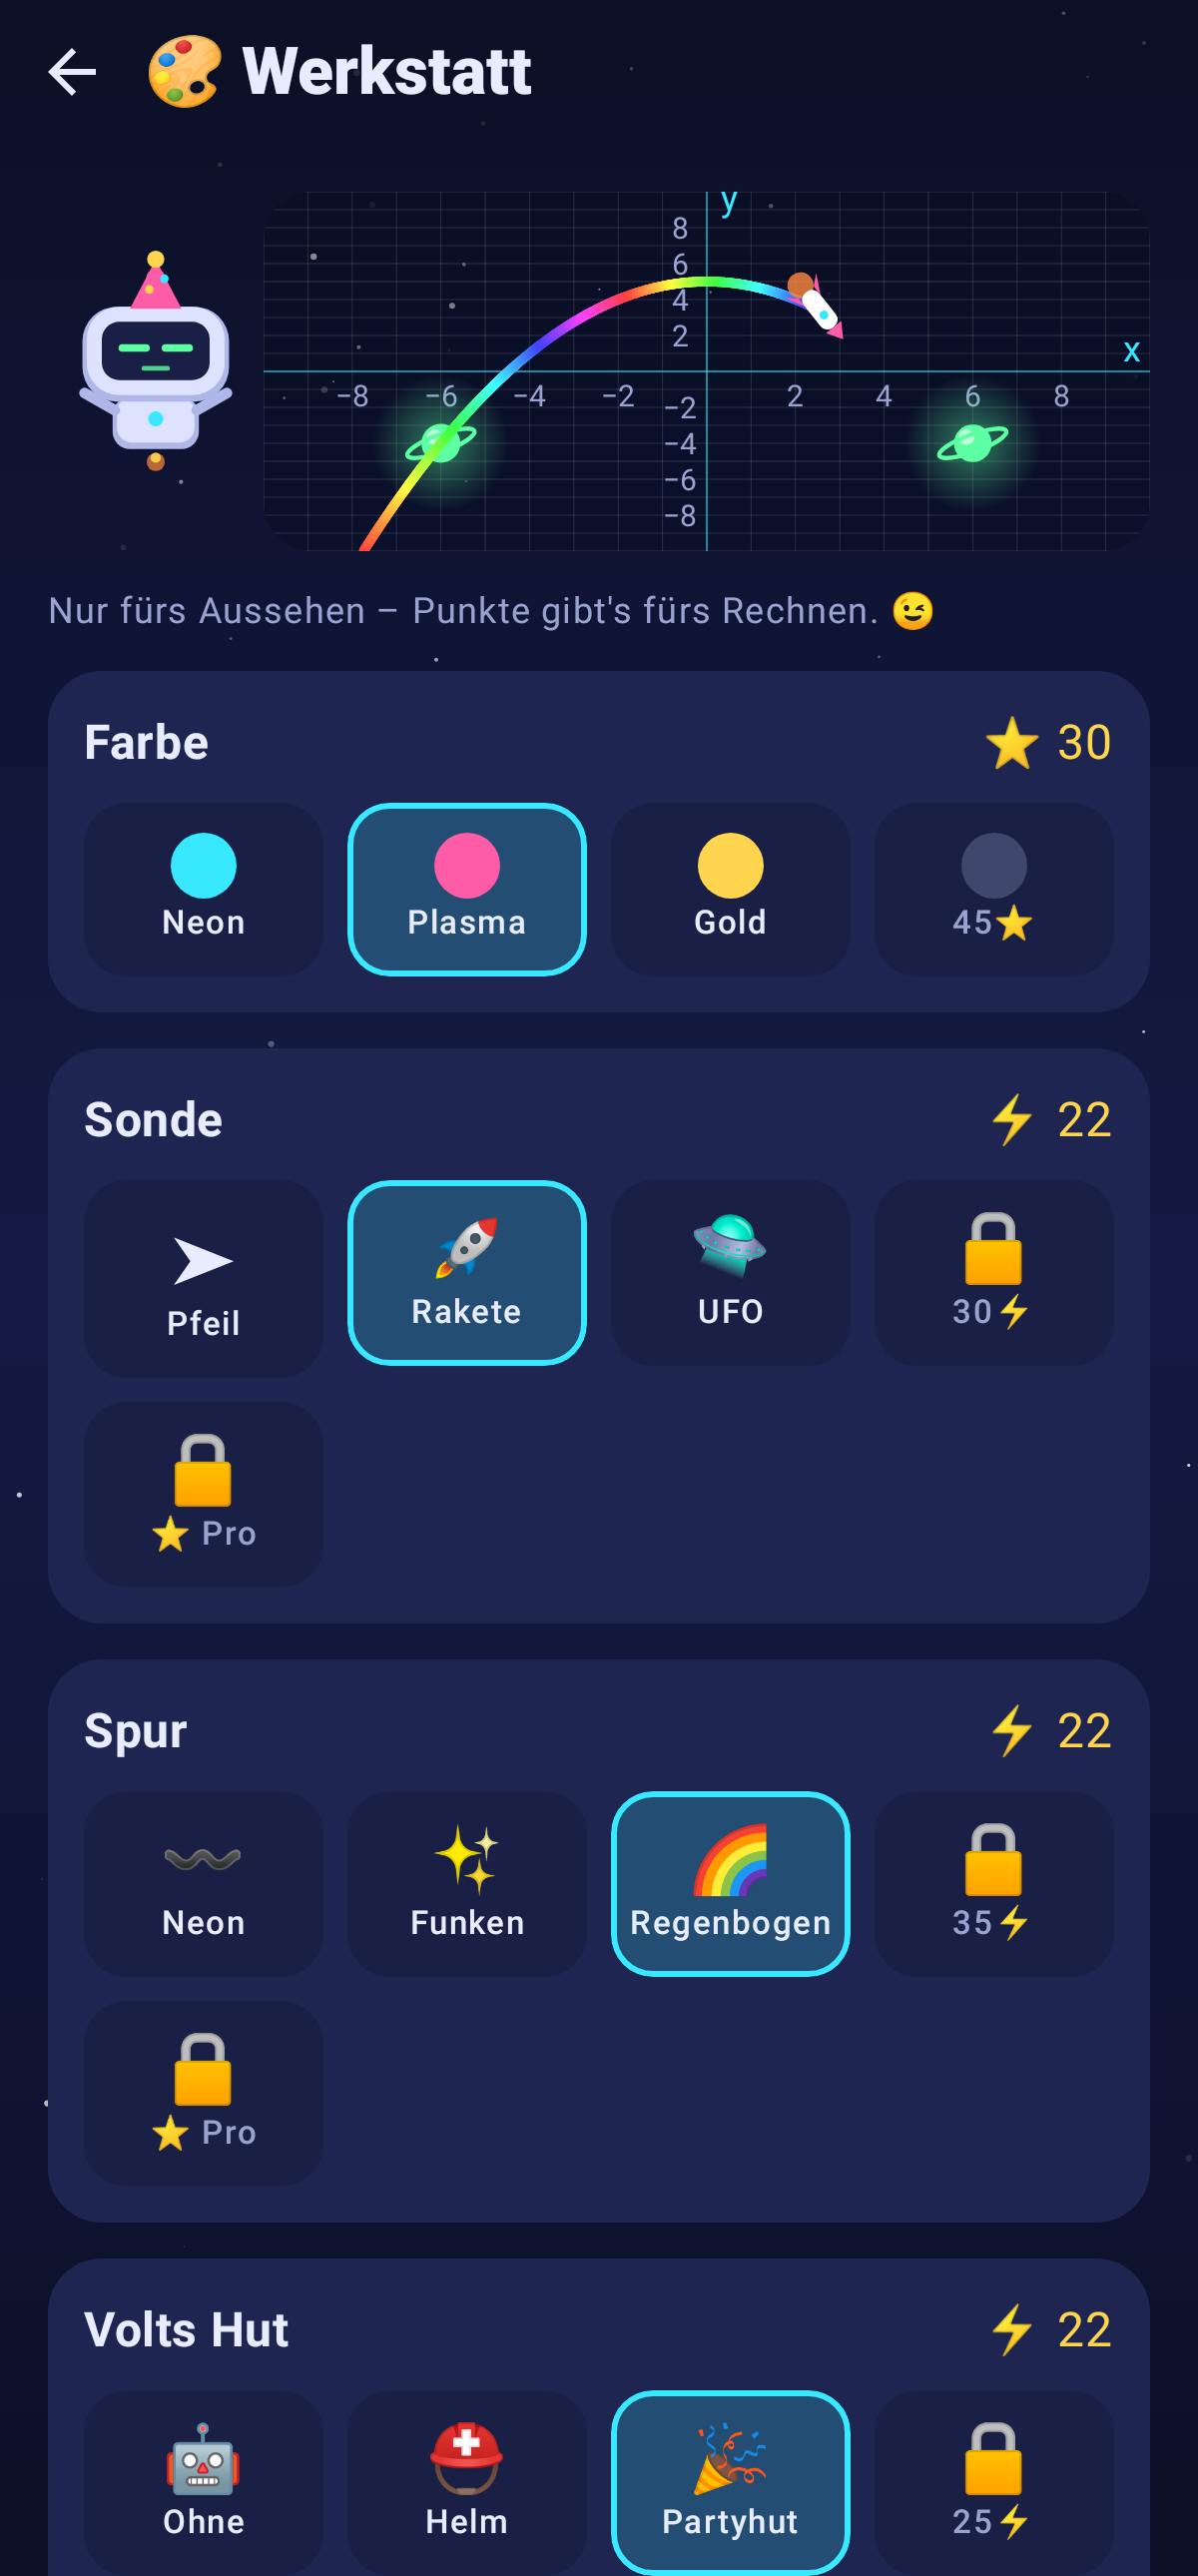 Werkstatt
y
8
6
4
2
x
−8 −6 −4 −2 2 4 6 8
−2
−4
−6
−8
Nur fürs Aussehen – Punkte gibt's fürs Rechnen. 😉
Farbe ⭐ 30
Neon Plasma Gold 45⭐
Sonde ⚡ 22
Pfeil Rakete UFO 30⚡
⭐ Pro
Spur ⚡ 22
Neon Funken Regenbogen 35⚡
⭐ Pro
Volts Hut ⚡ 22
Ohne Helm Partyhut 25⚡